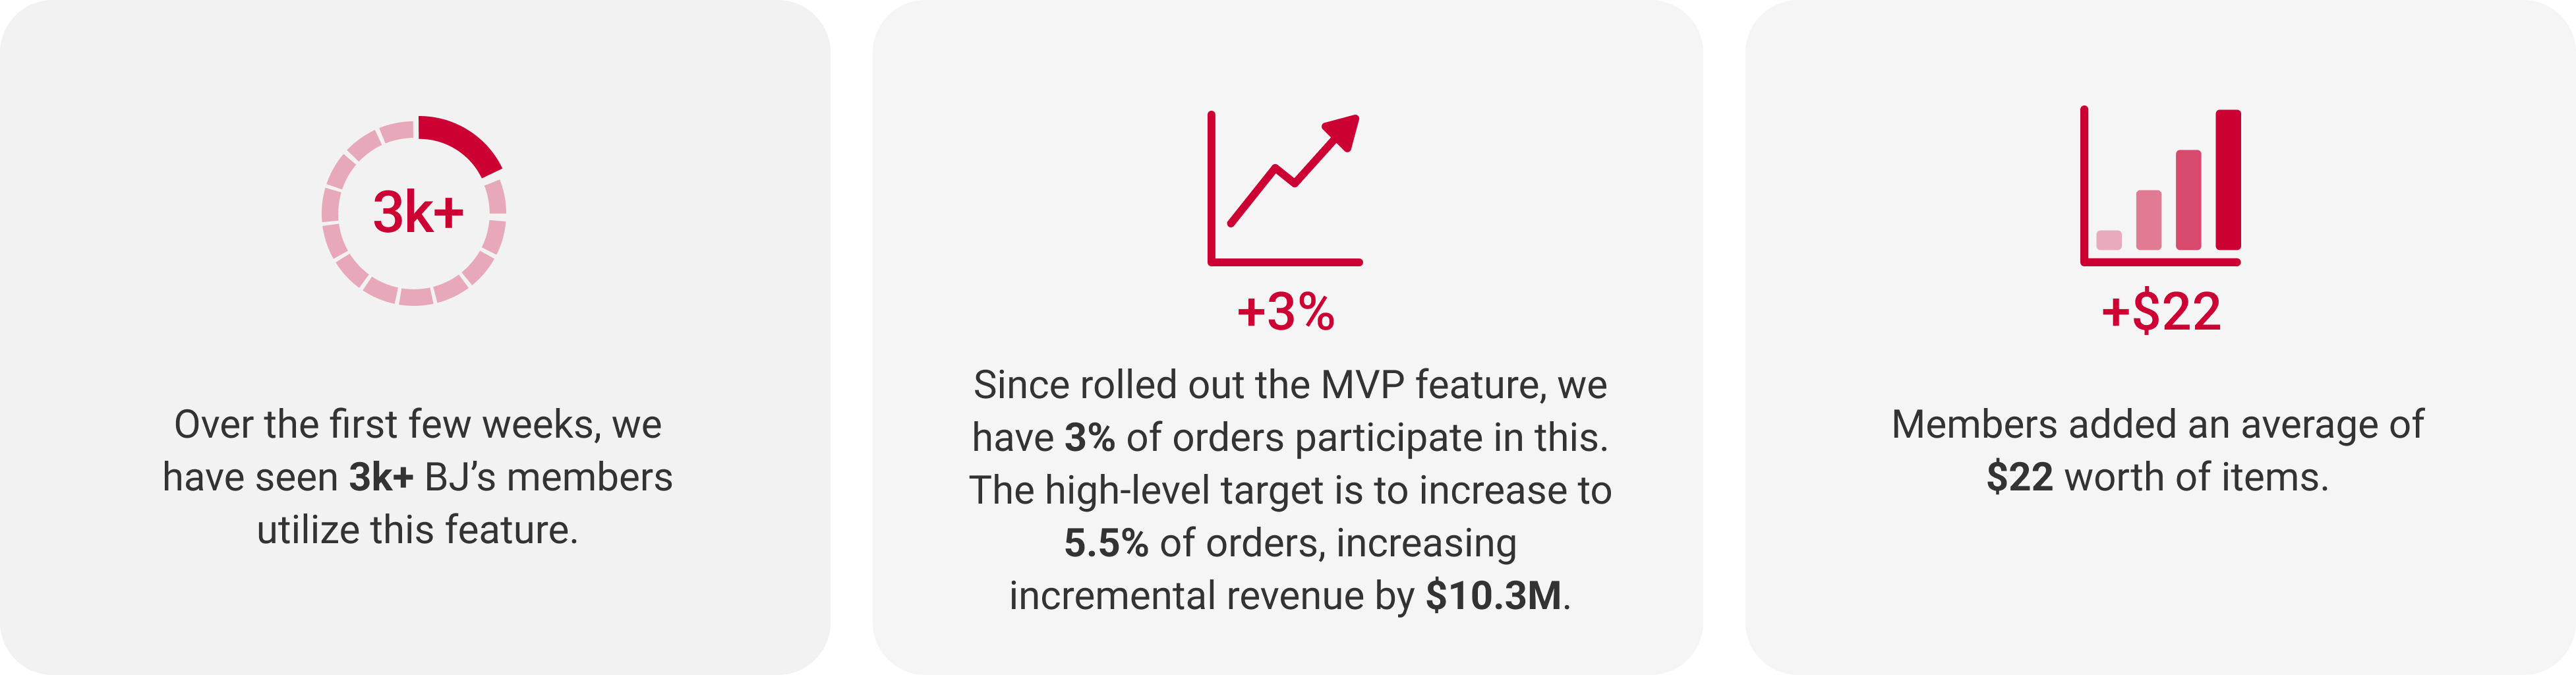 3k+
Over the first few weeks, we
have seen 3k+ BJ’s members
utilize this feature.
+3%
Since rolled out the MVP feature, we
have 3% of orders participate in this.
The high-level target is to increase to
5.5% of orders, increasing
incremental revenue by $10.3M.
+$22
Members added an average of
$22 worth of items.